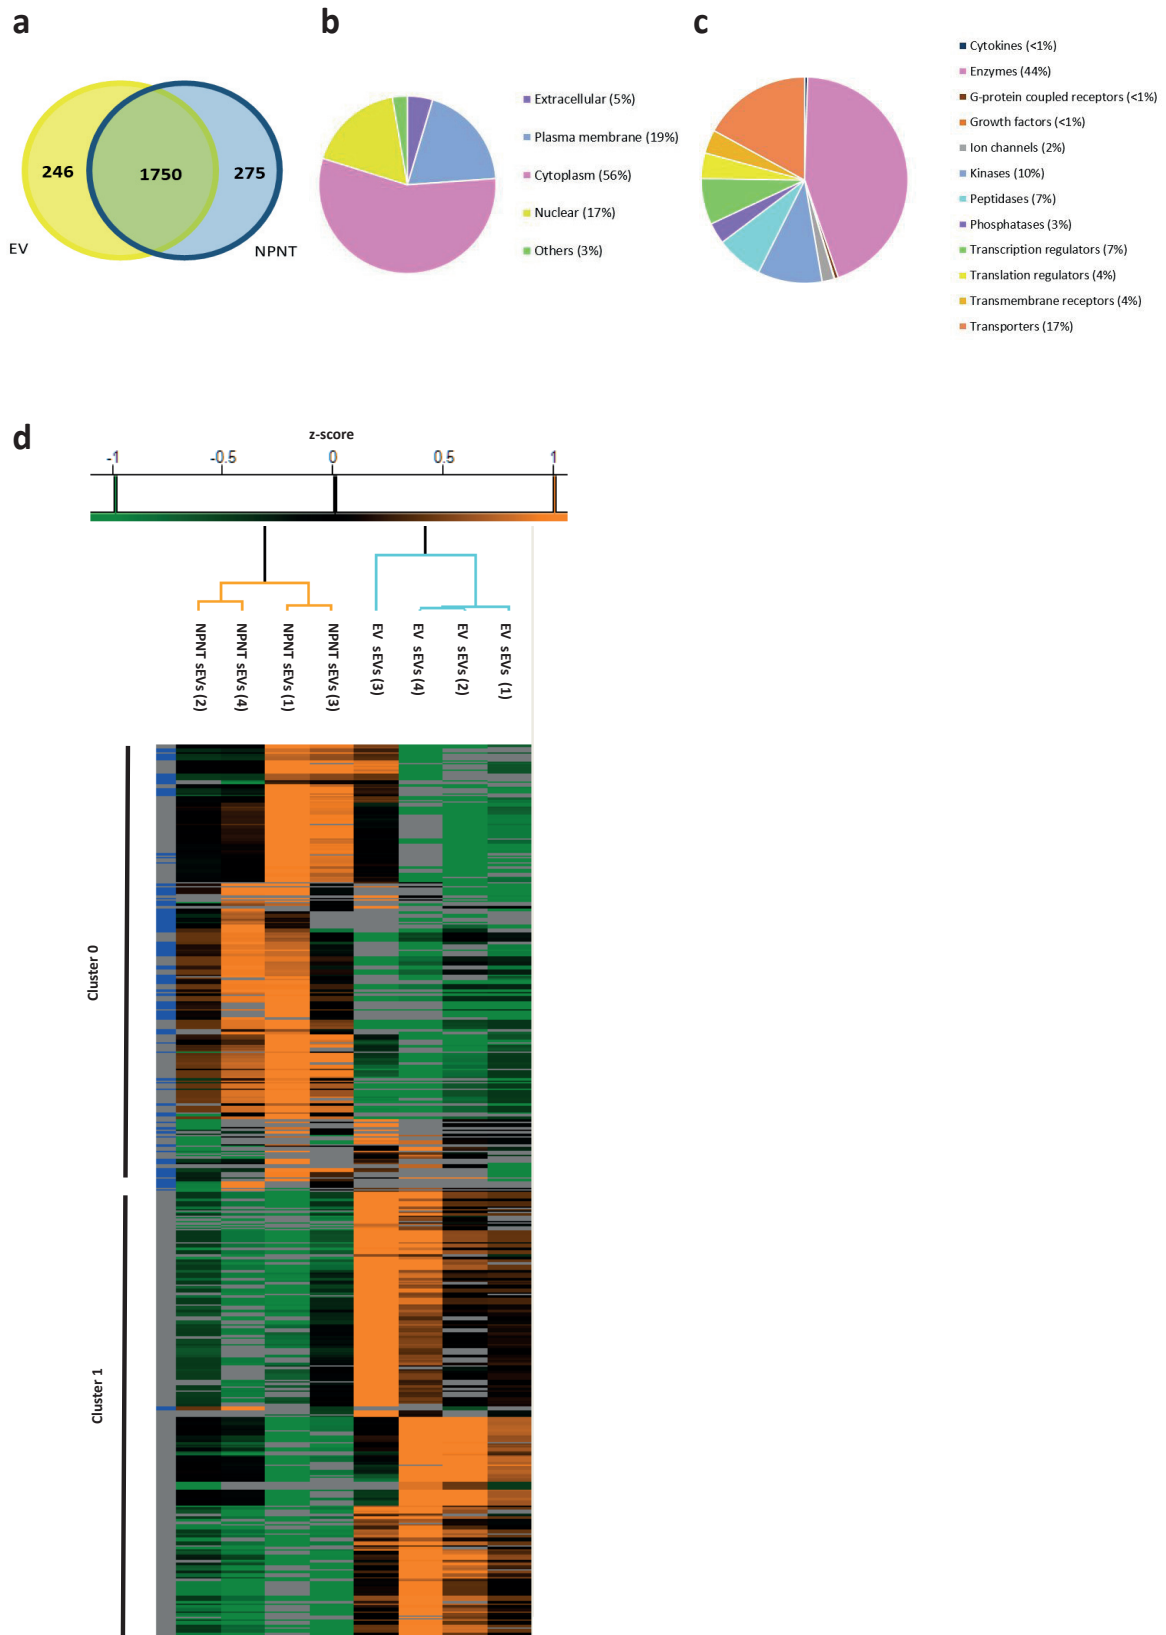 a
b
c
246
1750
275
EV
NPNT
Extracellular (5%)
Plasma membrane (19%)
Cytoplasm (56%)
Nuclear (17%)
Others (3%)
Cytokines (<1%)
Enzymes (44%)
G-protein coupled receptors (<1%)
Growth factors (<1%)
Ion channels (2%)
Kinases (10%)
Peptidases (7%)
Phosphatases (3%)
Transcription regulators (7%)
Translation regulators (4%)
Transmembrane receptors (4%)
Transporters (17%)
d
z-score
-1 -0.5 0 0.5 1
NPNT sEVs (2)
NPNT sEVs (4)
NPNT sEVs (1)
NPNT sEVs (3)
EV sEVs (3)
EV sEVs (4)
EV sEVs (2)
EV sEVs (1)
Cluster 0
Cluster 1